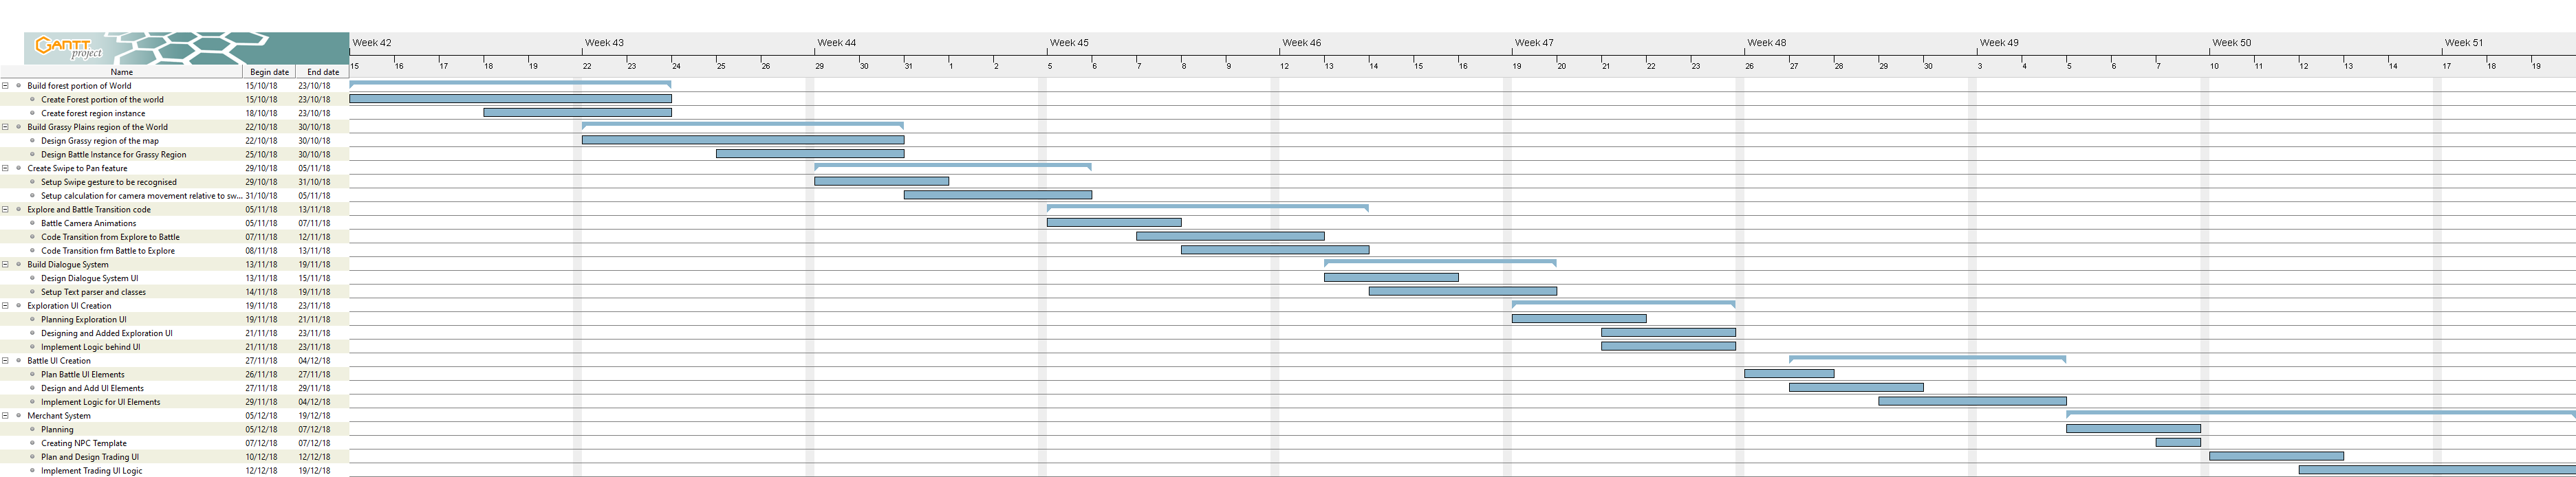 GANTT project
Week 42 Week 43 Week 44 Week 45 Week 46 Week 47 Week 48 Week 49 Week 50 Week 51
Name Begin date End date 15 16 17 18 19 22 23 24 25 26 29 30 31 1 2 5 6 7 8 9 12 13 14 15 16 19 20 21 22 23 26 27 28 29 30 3 4 5 6 7 10 11 12 13 14 17 18 19
Build forest portion of World 15/10/18 23/10/18
Create Forest portion of the world 15/10/18 23/10/18
Create forest region instance 18/10/18 23/10/18
Build Grassy Plains region of the World 22/10/18 30/10/18
Design Grassy region of the map 22/10/18 30/10/18
Design Battle Instance for Grassy Region 25/10/18 30/10/18
Create Swipe to Pan feature 29/10/18 05/11/18
Setup Swipe gesture to be recognised 29/10/18 31/10/18
Setup calculation for camera movement relative to sw... 31/10/18 05/11/18
Explore and Battle Transition code 05/11/18 13/11/18
Battle Camera Animations 05/11/18 07/11/18
Code Transition from Explore to Battle 07/11/18 12/11/18
Code Transition frm Battle to Explore 08/11/18 13/11/18
Build Dialogue System 13/11/18 19/11/18
Design Dialogue System UI 13/11/18 15/11/18
Setup Text parser and classes 14/11/18 19/11/18
Exploration UI Creation 19/11/18 23/11/18
Planning Exploration UI 19/11/18 21/11/18
Designing and Added Exploration UI 21/11/18 23/11/18
Implement Logic behind UI 21/11/18 23/11/18
Battle UI Creation 27/11/18 04/12/18
Plan Battle UI Elements 26/11/18 27/11/18
Design and Add UI Elements 27/11/18 29/11/18
Implement Logic for UI Elements 29/11/18 04/12/18
Merchant System 05/12/18 19/12/18
Planning 05/12/18 07/12/18
Creating NPC Template 07/12/18 07/12/18
Plan and Design Trading UI 10/12/18 12/12/18
Implement Trading UI Logic 12/12/18 19/12/18